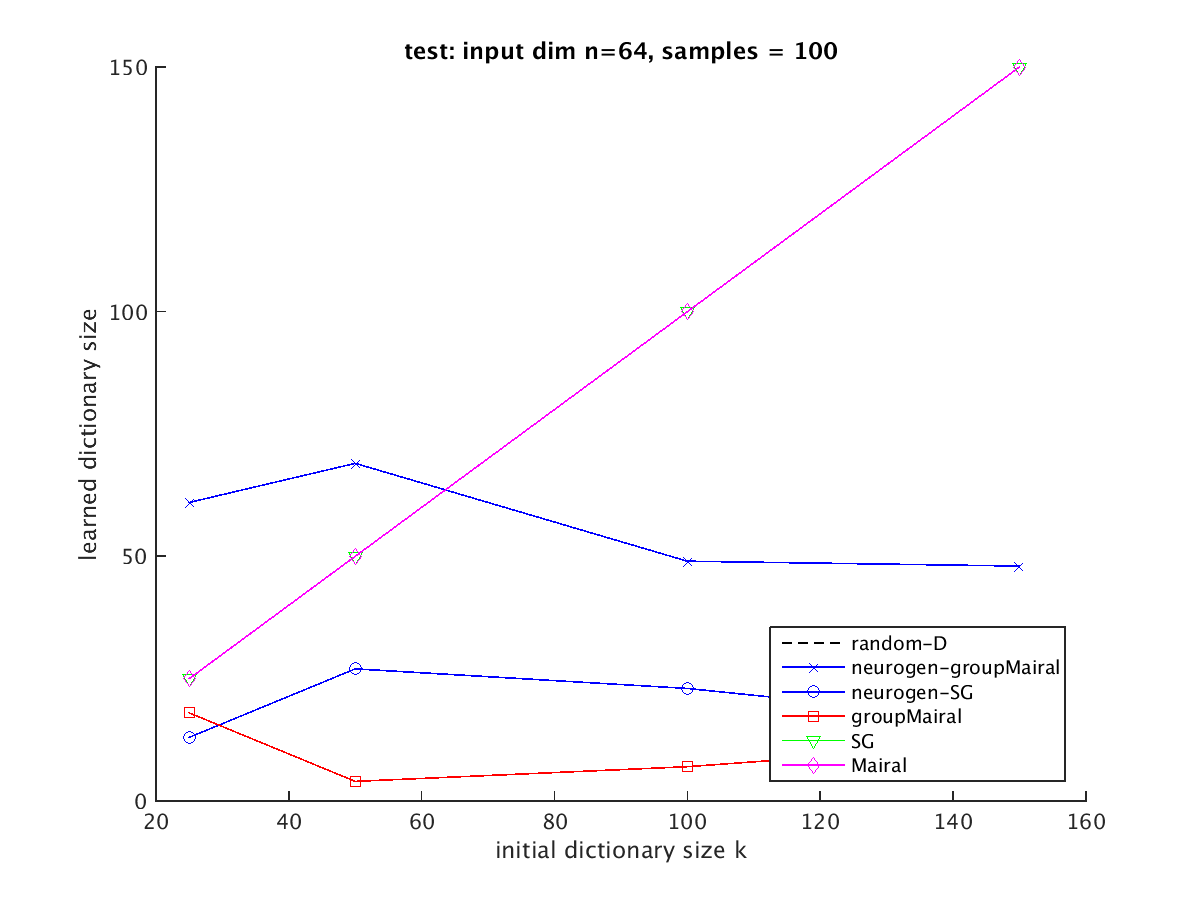 test: input dim n=64, samples = 100
150
100
50
0
learned dictionary size
random-D
neurogen-groupMairal
neurogen-SG
groupMairal
SG
Mairal
20 40 60 80 100 120 140 160
initial dictionary size k